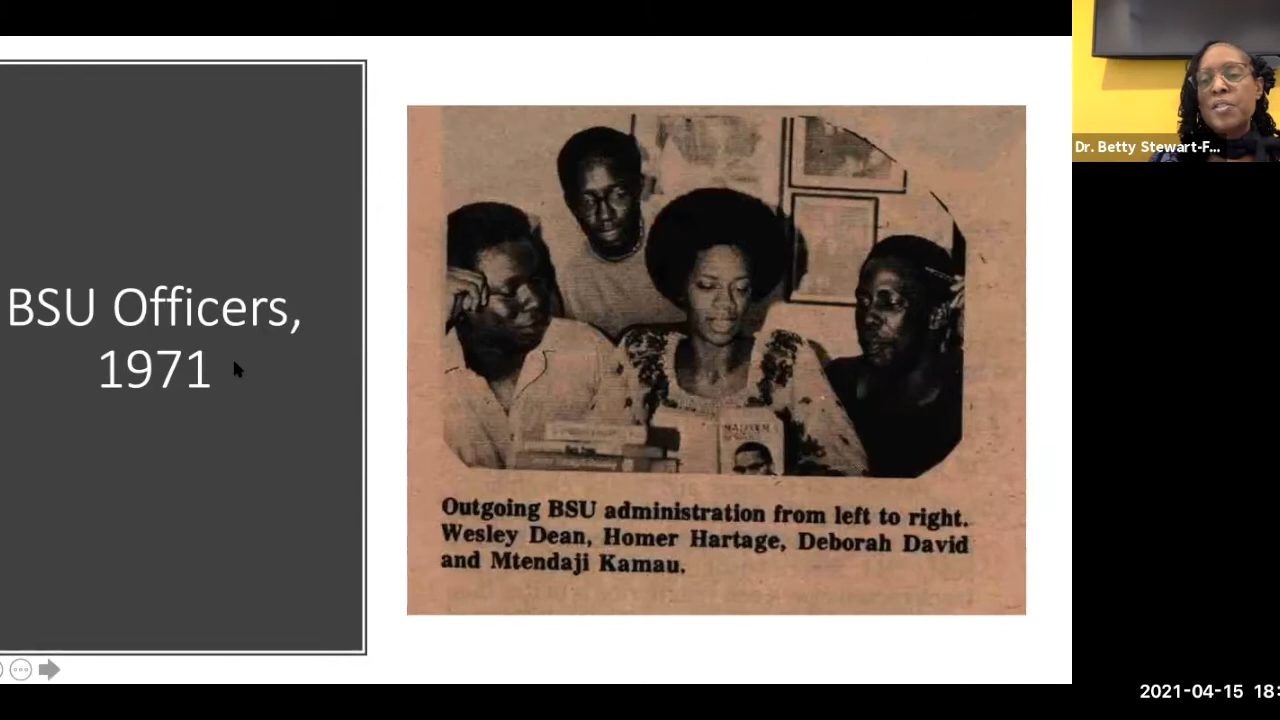 BSU Officers,
1971
Outgoing BSU administration from left to right.
Wesley Dean, Homer Hartage, Deborah David
and Mtendaji Kamau.
Dr. Betty Stewart-F...
2021-04-15 18: